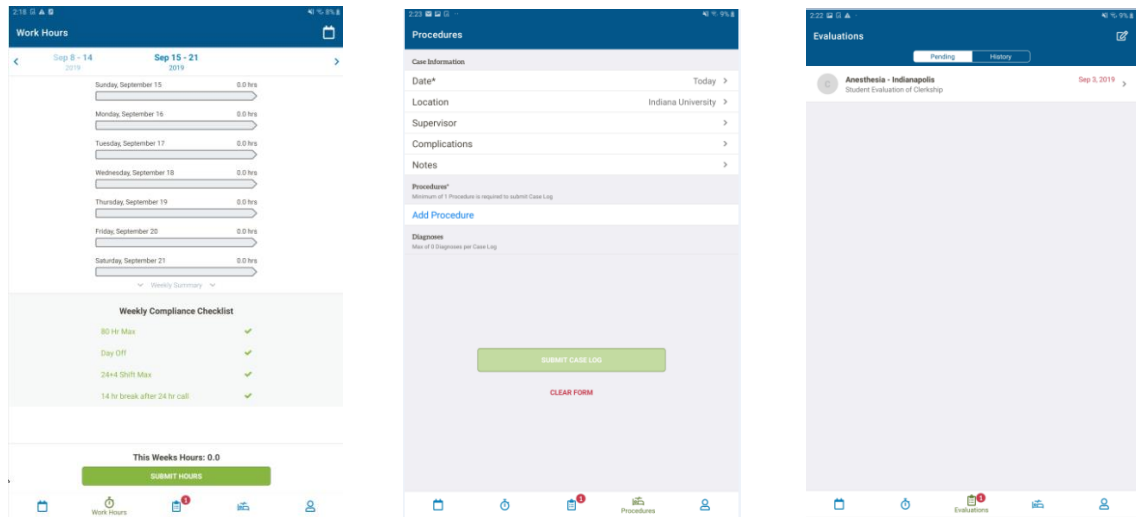 2:18
8%
Work Hours
Sep 8 - 14
2019
Sep 15 - 21
2019
Sunday, September 15 0.0 hrs
Monday, September 16 0.0 hrs
Tuesday, September 17 0.0 hrs
Wednesday, September 18 0.0 hrs
Thursday, September 19 0.0 hrs
Friday, September 20 0.0 hrs
Saturday, September 21 0.0 hrs
Weekly Summary
Weekly Compliance Checklist
80 Hr Max
Day Off
24+4 Shift Max
14 hr break after 24 hr call
This Weeks Hours: 0.0
SUBMIT HOURS
Work Hours
1
2:23
9%
Procedures
Case Information
Date* Today
Location Indiana University
Supervisor
Complications
Notes
Procedures*
Minimum of 1 Procedure is required to submit Case Log
Add Procedure
Diagnoses
Max of 0 Diagnoses per Case Log
SUBMIT CASE LOG
CLEAR FORM
1
Procedures
2:22
9%
Evaluations
Pending History
C
Anesthesia - Indianapolis Sep 3, 2019
Student Evaluation of Clerkship
1
Evaluations